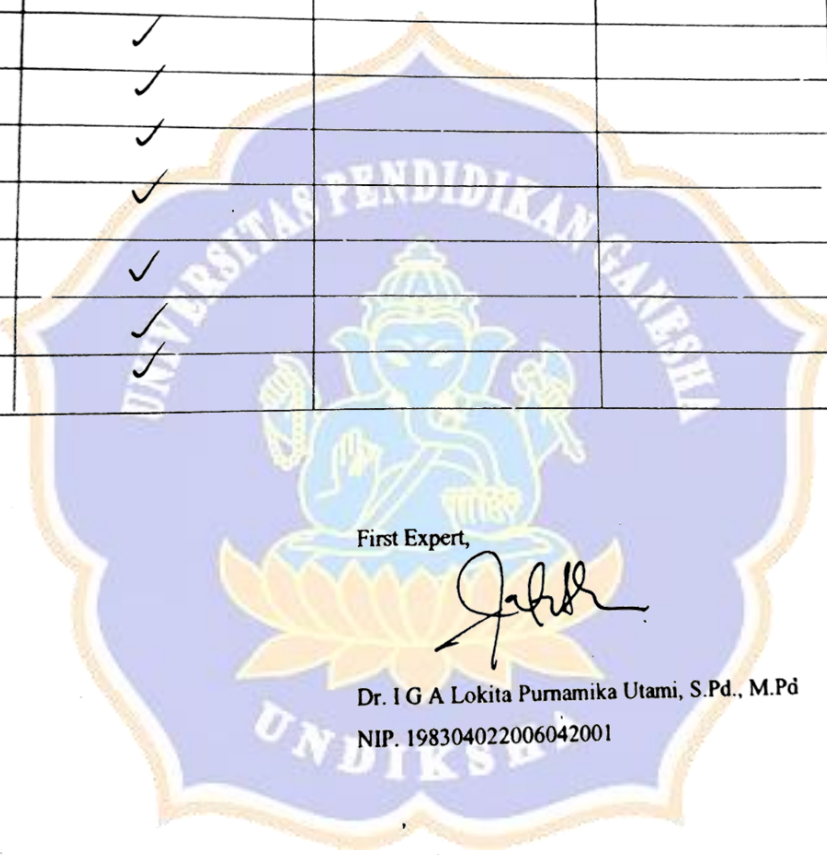 ✓
✓
✓
✓
✓
✓
✓
UNIVERSITAS PENDIDIKAN GANESHA
First Expert,
Dr. I G A Lokita Purnamika Utami, S.Pd., M.Pd
NIP. 198304022006042001
UNDIKSHA